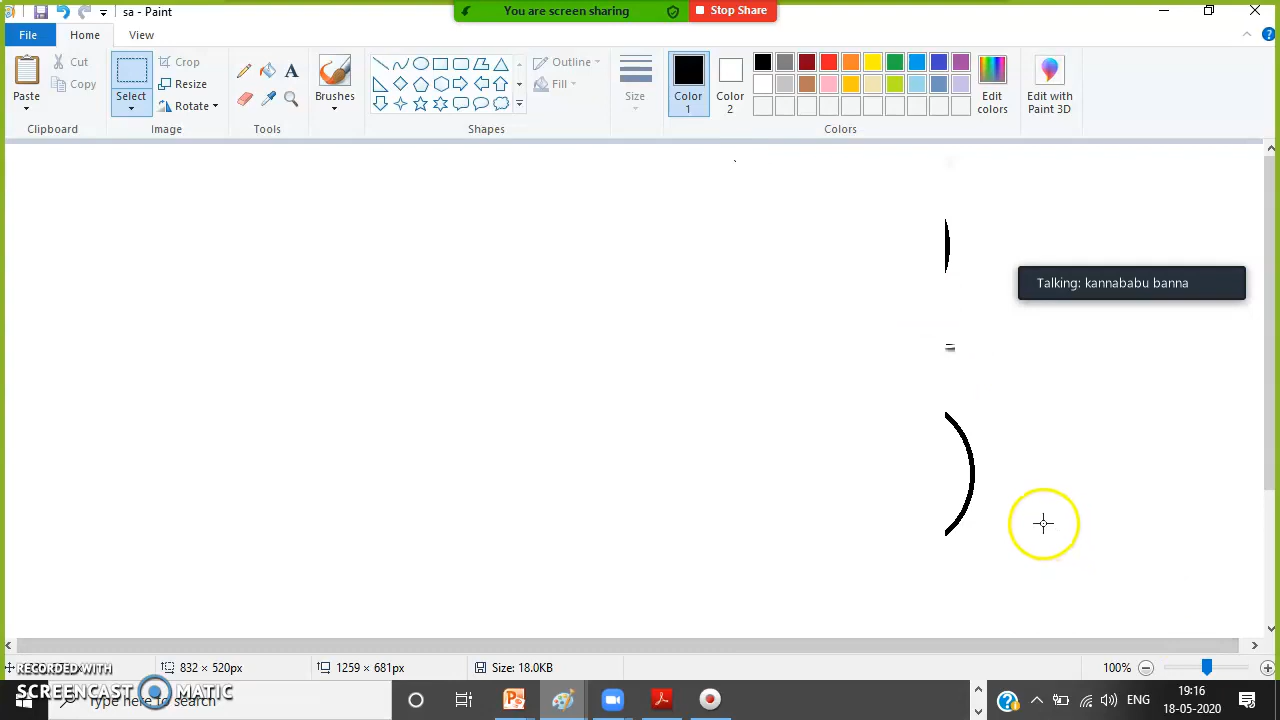 sa - Paint
You are screen sharing
Stop Share
File
Home
View
Paste
Cut
Copy
Clipboard
Select
Crop
Resize
Rotate
Image
A
Tools
Brushes
Shapes
Outline
Fill
Size
Color 1
Color 2
Colors
Edit colors
Edit with Paint 3D
Talking: kannababu banna
=
832 × 520px
1259 × 681px
Size: 18.0KB
100%
RECORDED WITH
SCREENCAST MATIC
Type here to search
ENG
19:16
18-05-2020